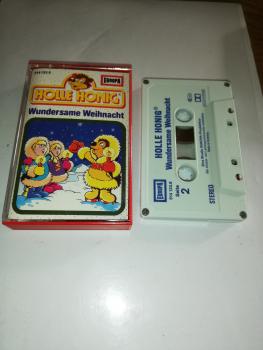 EUROPA
HOLLE HONIG
Wundersame Weihnacht
HOLLE HONIG®
Wundersame Weihnacht
EUROPA
Seite
2
STEREO